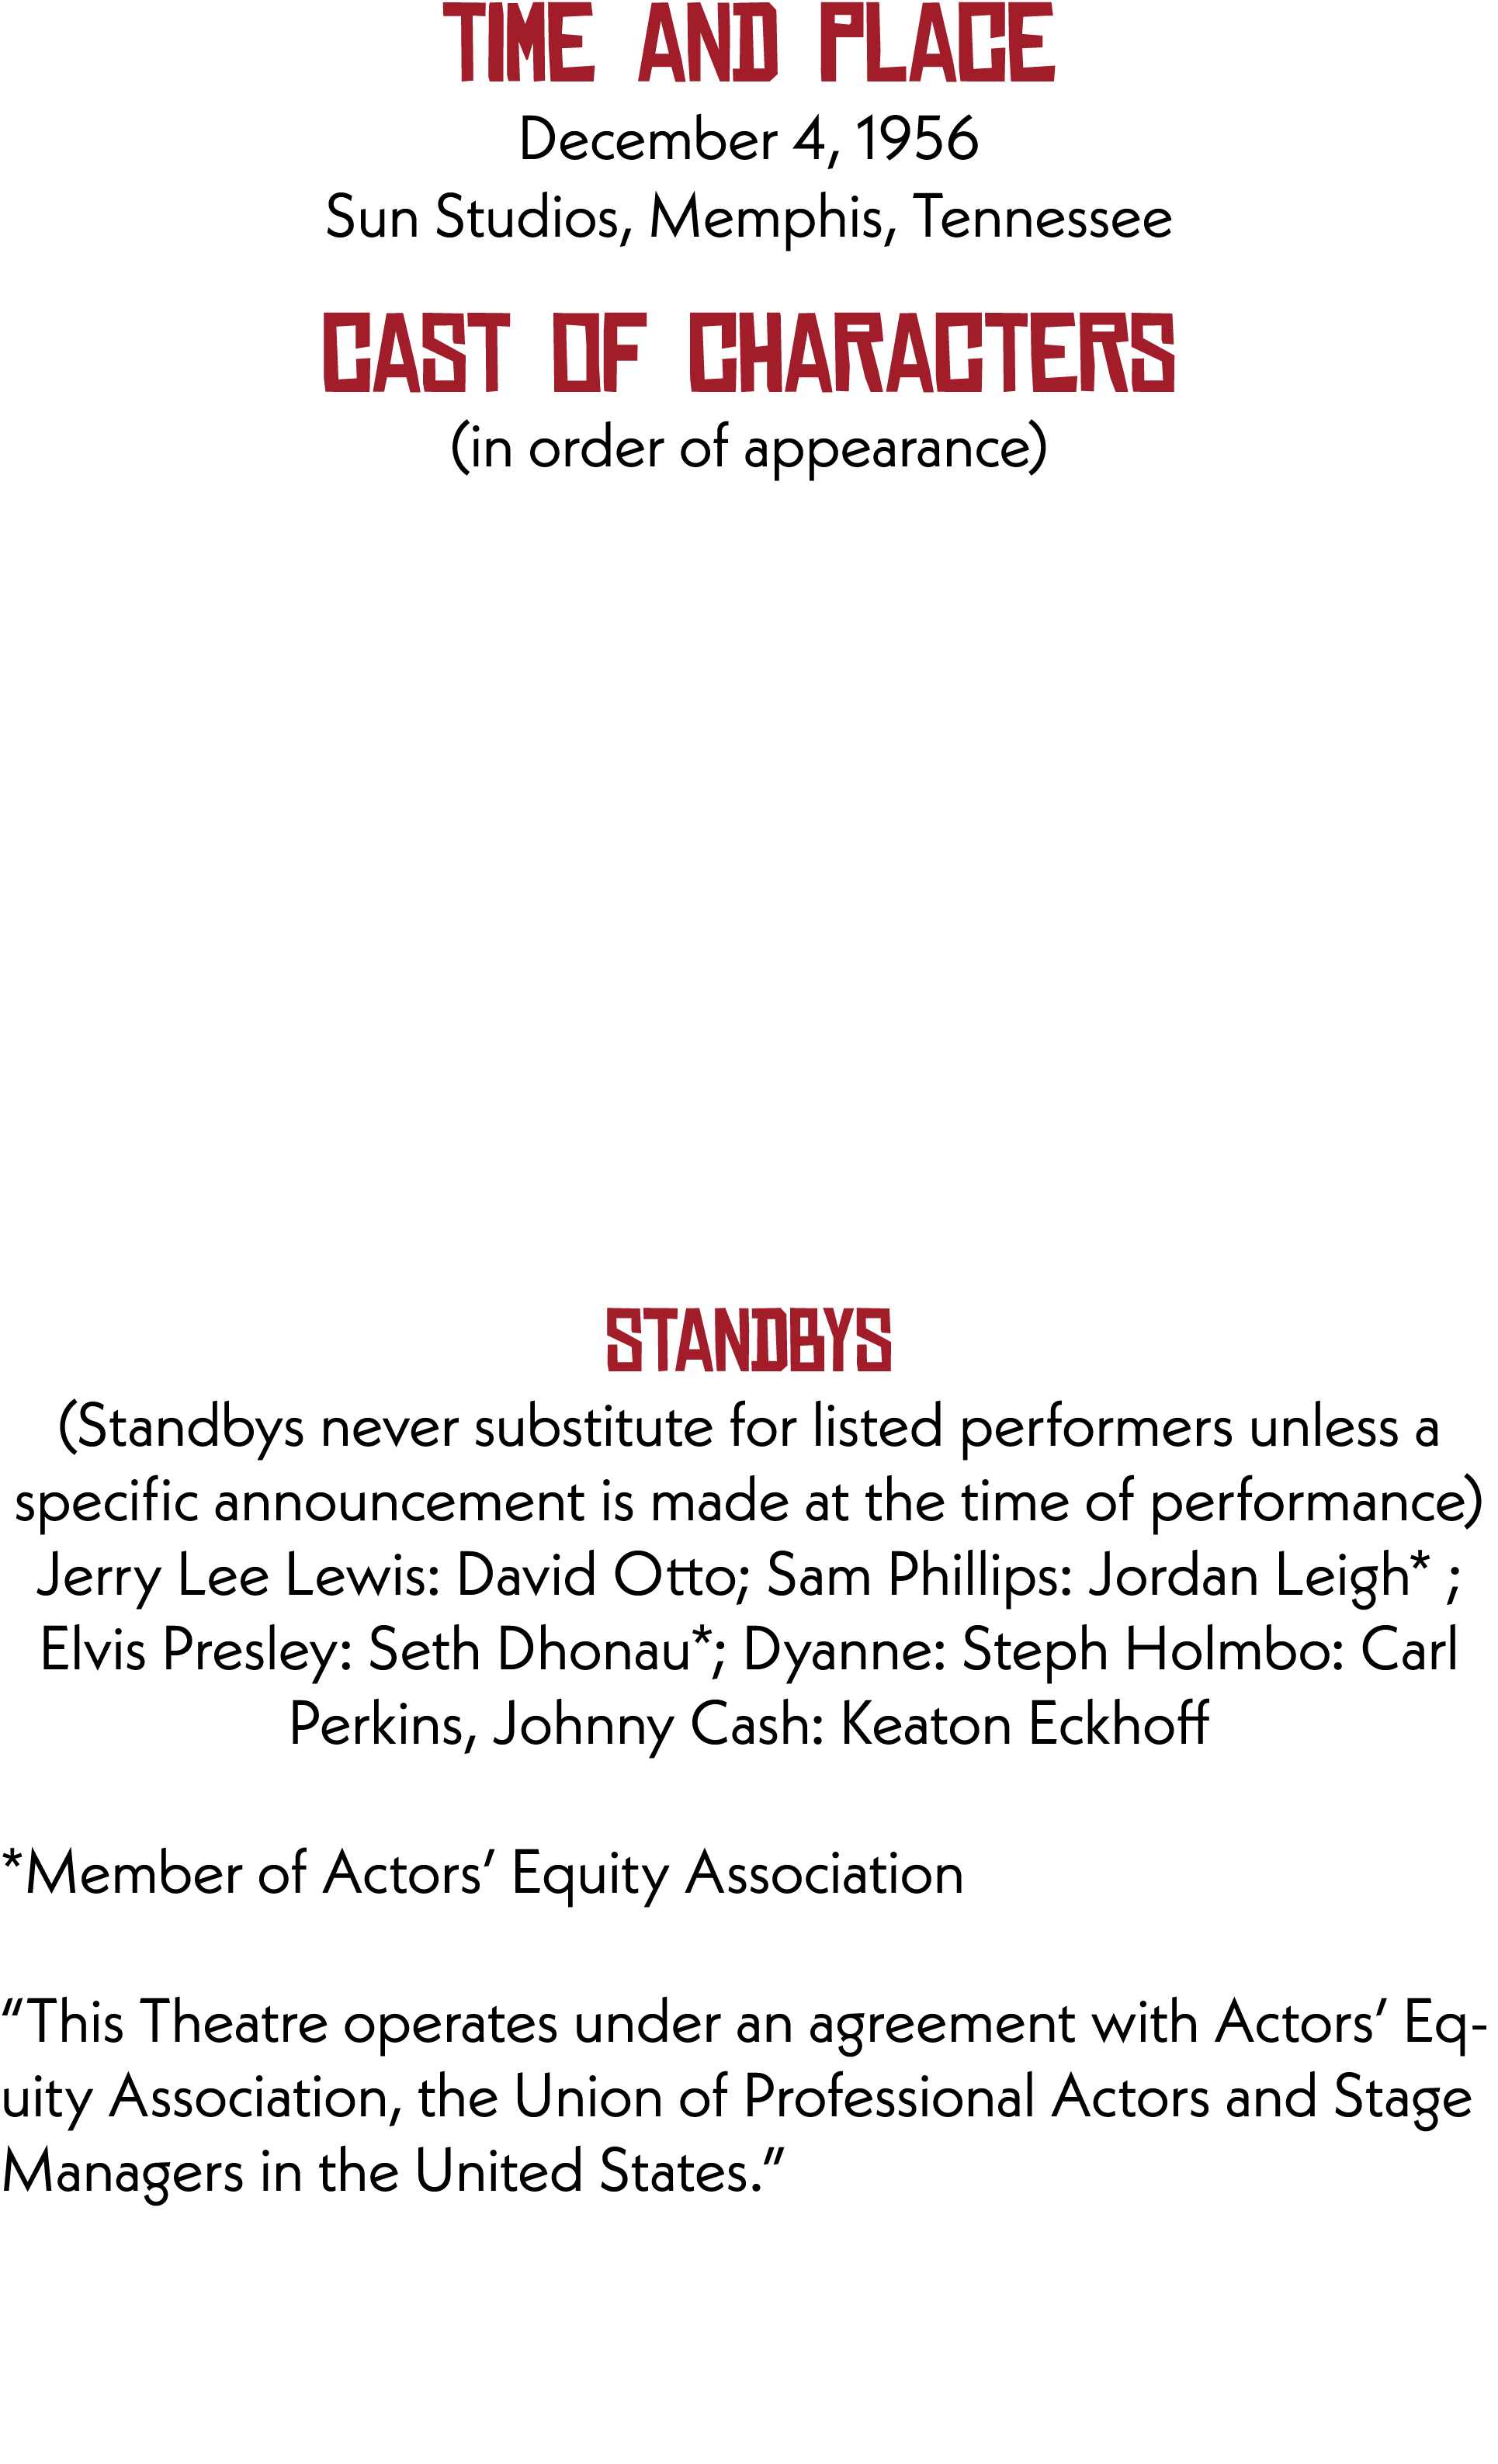 TIME AND PLACE
December 4, 1956
Sun Studios, Memphis, Tennessee
CAST OF CHARACTERS
(in order of appearance)
STANDBYS
(Standbys never substitute for listed performers unless a
specific announcement is made at the time of performance)
Jerry Lee Lewis: David Otto; Sam Phillips: Jordan Leigh* ;
Elvis Presley: Seth Dhonau*; Dyanne: Steph Holmbo: Carl
Perkins, Johnny Cash: Keaton Eckhoff
*Member of Actors’ Equity Association
“This Theatre operates under an agreement with Actors’ Eq-
uity Association, the Union of Professional Actors and Stage
Managers in the United States.”